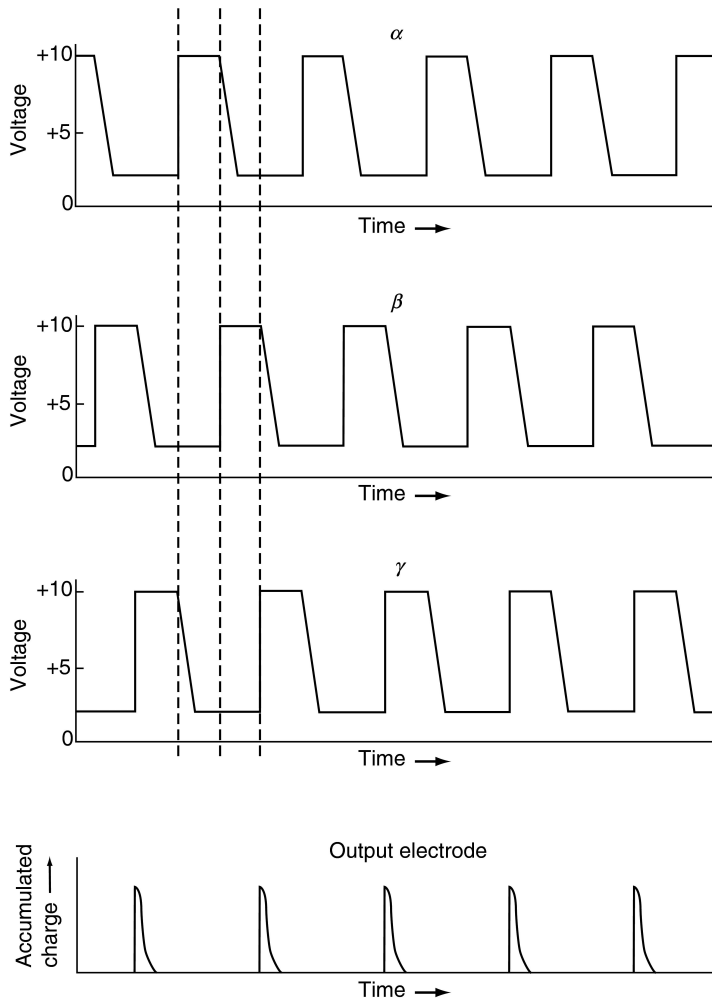 α
+10
Voltage
+5
0
Time
β
+10
Voltage
+5
0
Time
γ
+10
Voltage
+5
0
Time
Output electrode
Accumulated
charge
Time